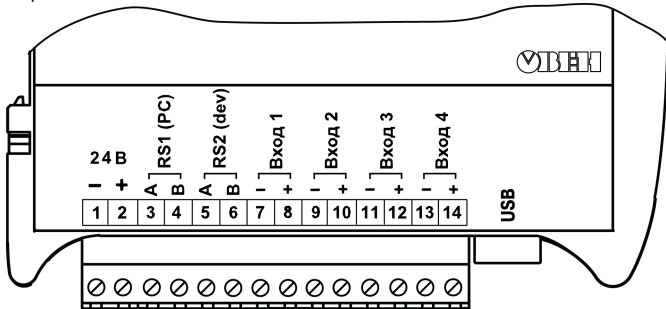 ОВЕН
24В
RS1 (PC)
RS2 (dev)
Вход 1
Вход 2
Вход 3
Вход 4
− + A B A B − + − + − + − +
1 2 3 4 5 6 7 8 9 10 11 12 13 14
USB